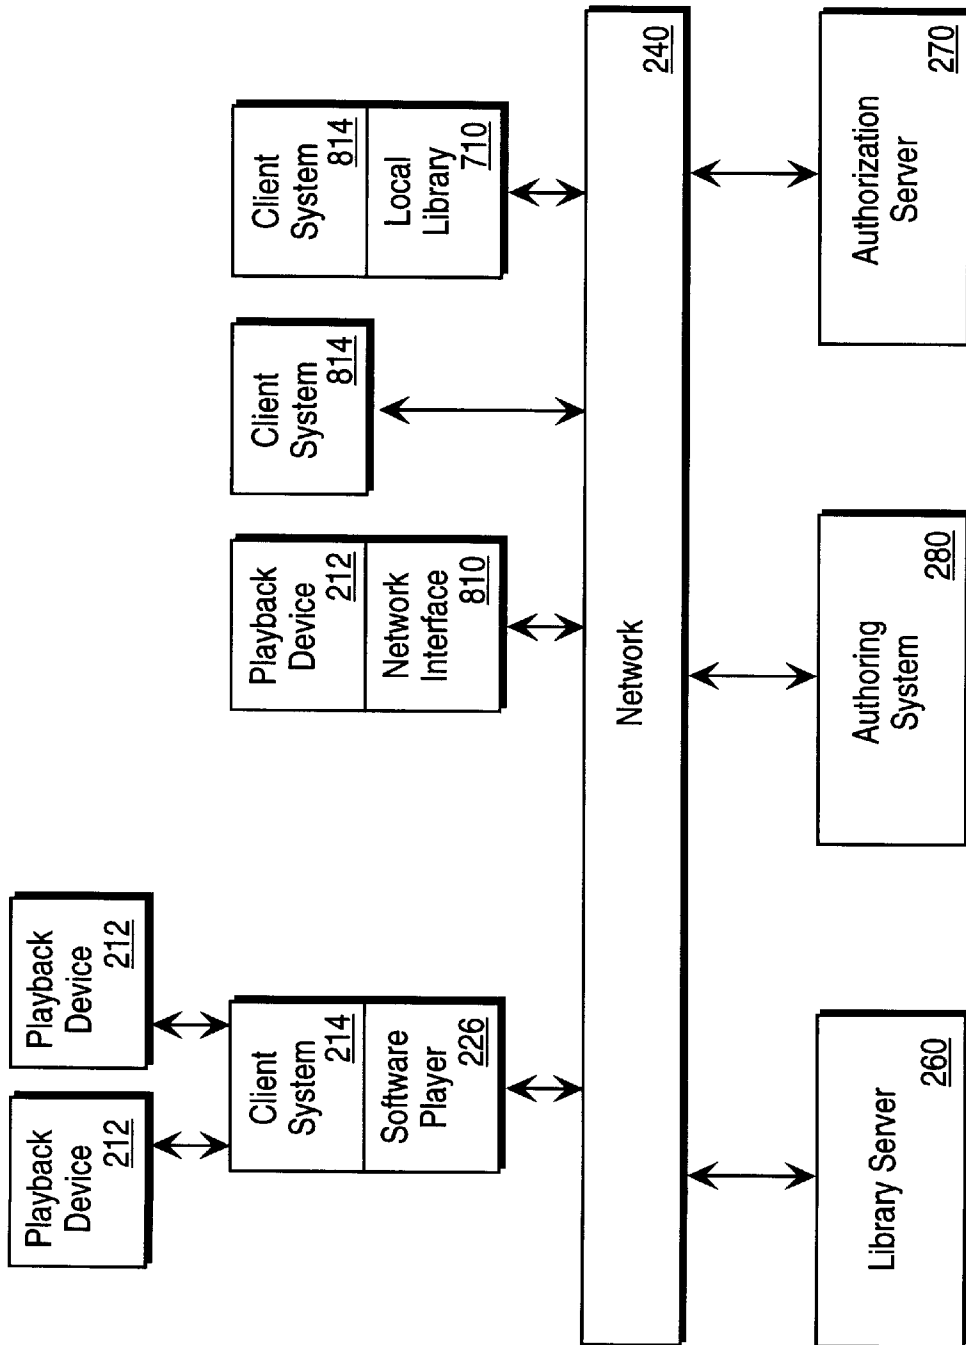 Playback
Device
212
Playback
Device
212
Client
System
214
Software
Player
226
Playback
Device
212
Network
Interface
810
Client
System
814
Client
System
814
Local
Library
710
Network
240
Library Server
260
Authoring
System
280
Authorization
Server
270